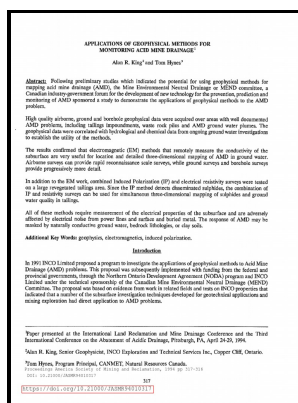 APPLICATIONS OF GEOPHYSICAL METHODS FOR
MONITORING ACID MINE DRAINAGE¹
Alan R. King² and Tom Hynes³
Abstract: Following preliminary studies which indicated the potential for using geophysical methods for
mapping acid mine drainage (AMD), the Mine Environment Neutral Drainage or MEND committee, a
Canadian industry-government forum for the development of new technology for the prevention, prediction and
monitoring of AMD sponsored a study to demonstrate the applications of geophysical methods to the AMD
problem.
High quality airborne, ground and borehole geophysical data were acquired over areas with well documented
AMD problems, including tailings impoundments, waste rock piles and AMD ground water plumes. The
geophysical data were correlated with hydrological and chemical data from ongoing ground water investigations
to establish the utility of the methods.
The results confirmed that electromagnetic (EM) methods that remotely measure the conductivity of the
subsurface are very useful for location and detailed three-dimensional mapping of AMD in ground water.
Airborne surveys can provide rapid reconnaissance scale surveys, while ground surveys and borehole surveys
provide progressively more detail.
In addition to the EM work, combined Induced Polarization (IP) and electrical resistivity surveys were tested
on a large revegetated tailings area. Since the IP method detects disseminated sulphides, the combination of
IP and resistivity surveys can be used for simultaneous three-dimensional mapping of sulphides and ground
water quality in tailings.
All of these methods require measurement of the electrical properties of the subsurface and are adversely
affected by electrical noise from power lines and surface and buried metal. The response of AMD may be
masked by naturally conductive ground water, bedrock lithologies, or clay soils.
Additional Key Words: geophysics, electromagnetics, induced polarization.
Introduction
In 1991 INCO Limited proposed a program to investigate the applications of geophysical methods to Acid Mine
Drainage (AMD) problems. This proposal was subsequently implemented with funding from the federal and
provincial governments, through the Northern Ontario Development Agreement (NODA) program and INCO
Limited under the technical sponsorship of the Canadian Mine Environment Neutral Drainage (MEND)
Committee. The proposal was based on evidence from work in related fields and tests on INCO properties that
indicated that a number of the subsurface investigation techniques developed for geotechnical applications and
mining exploration had direct application to AMD problems.
¹Paper presented at the International Land Reclamation and Mine Drainage Conference and the Third
International Conference on the Abatement of Acidic Drainage, Pittsburgh, PA, April 24-29, 1994.
²Alan R. King, Senior Geophysicist, INCO Exploration and Technical Services Inc., Copper Cliff, Ontario.
³Tom Hynes, Program Principal, CANMET, Natural Resources Canada.
Proceedings America Society of Mining and Reclamation, 1994 pp 317-316
DOI: 10.21000/JASMR94010317
317
https://doi.org/10.21000/JASMR94010317